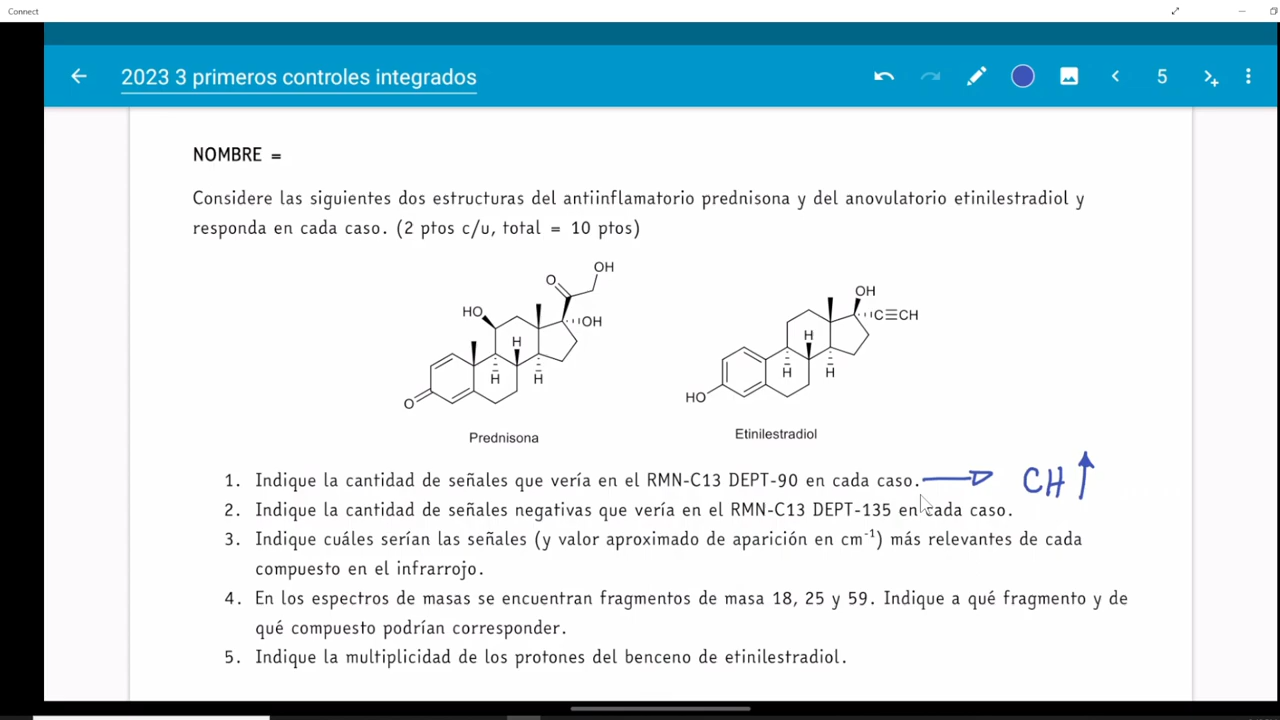 Connect
2023 3 primeros controles integrados
5
NOMBRE =
Considere las siguientes dos estructuras del antiinflamatorio prednisona y del anovulatorio etinilestradiol y
responda en cada caso. (2 ptos c/u, total = 10 ptos)
OH
O
HO
OH
H
H
H
O
Prednisona
OH
C≡CH
H
H
H
HO
Etinilestradiol
1. Indique la cantidad de señales que vería en el RMN-C13 DEPT-90 en cada caso. CH
2. Indique la cantidad de señales negativas que vería en el RMN-C13 DEPT-135 en cada caso.
3. Indique cuáles serían las señales (y valor aproximado de aparición en cm⁻¹) más relevantes de cada
compuesto en el infrarrojo.
4. En los espectros de masas se encuentran fragmentos de masa 18, 25 y 59. Indique a qué fragmento y de
qué compuesto podrían corresponder.
5. Indique la multiplicidad de los protones del benceno de etinilestradiol.